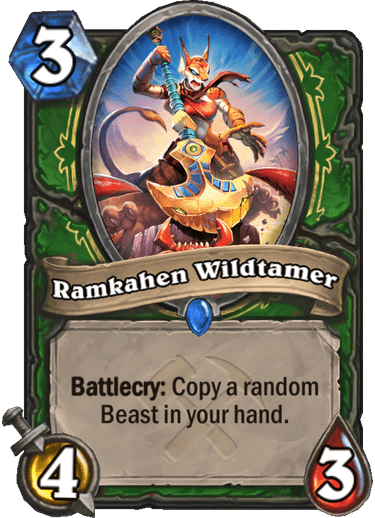 3
Ramkahen Wildtamer
Battlecry: Copy a random
Beast in your hand.
4
3